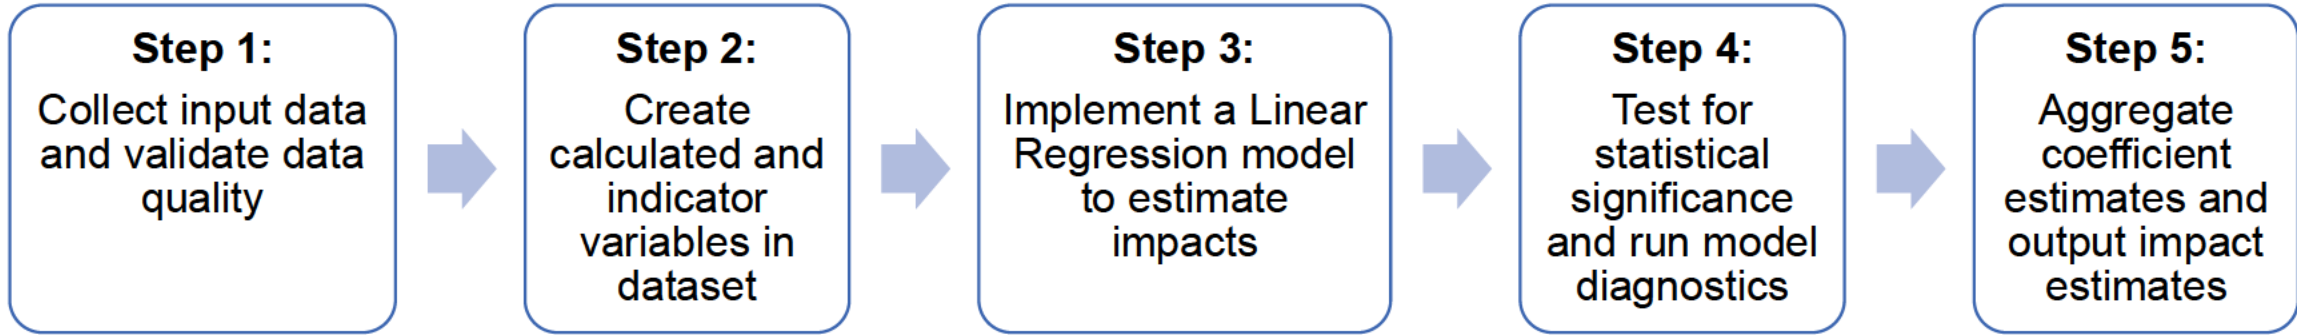 Step 1:
Collect input data
and validate data
quality
Step 2:
Create
calculated and
indicator
variables in
dataset
Step 3:
Implement a Linear
Regression model
to estimate
impacts
Step 4:
Test for
statistical
significance
and run model
diagnostics
Step 5:
Aggregate
coefficient
estimates and
output impact
estimates